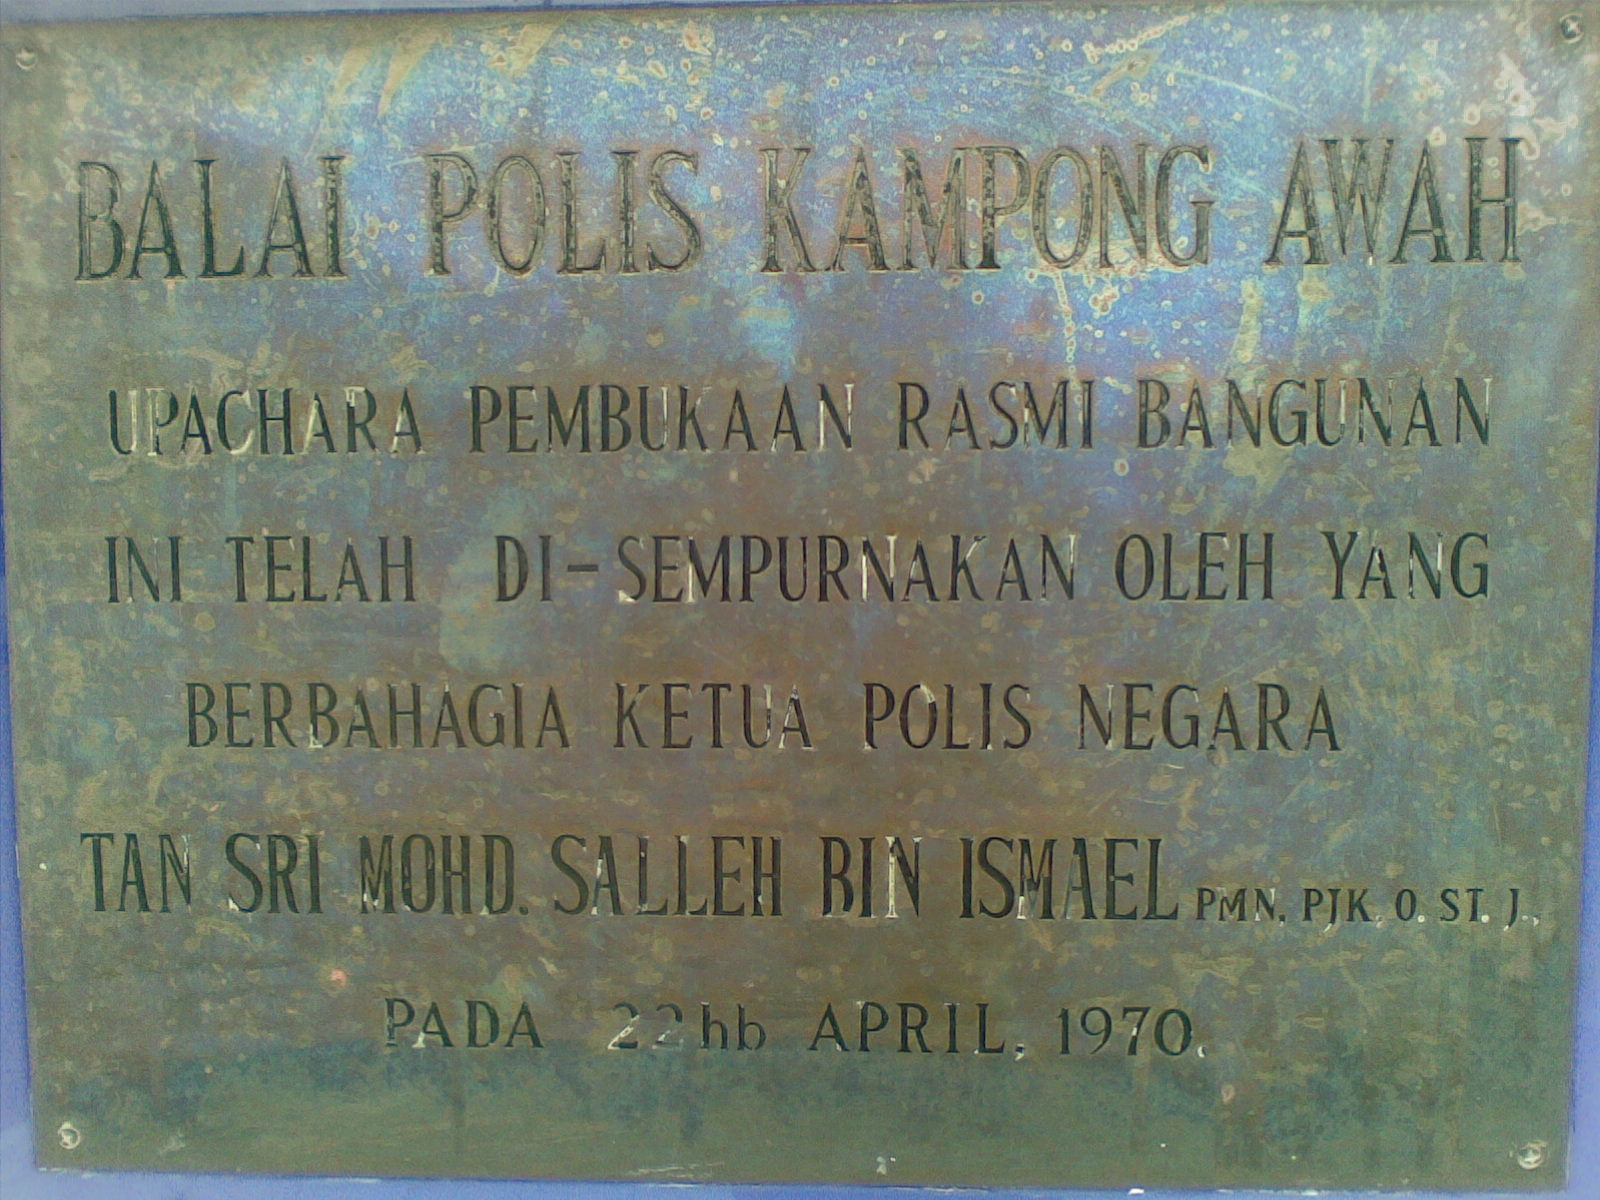 BALAI POLIS KAMPONG AWAH
UPACHARA PEMBUKAAN RASMI BANGUNAN
INI TELAH DI-SEMPURNAKAN OLEH YANG
BERBAHAGIA KETUA POLIS NEGARA
TAN SRI MOHD. SALLEH BIN ISMAEL PMN, PJK, O. ST. J.,
PADA 22hb APRIL, 1970.